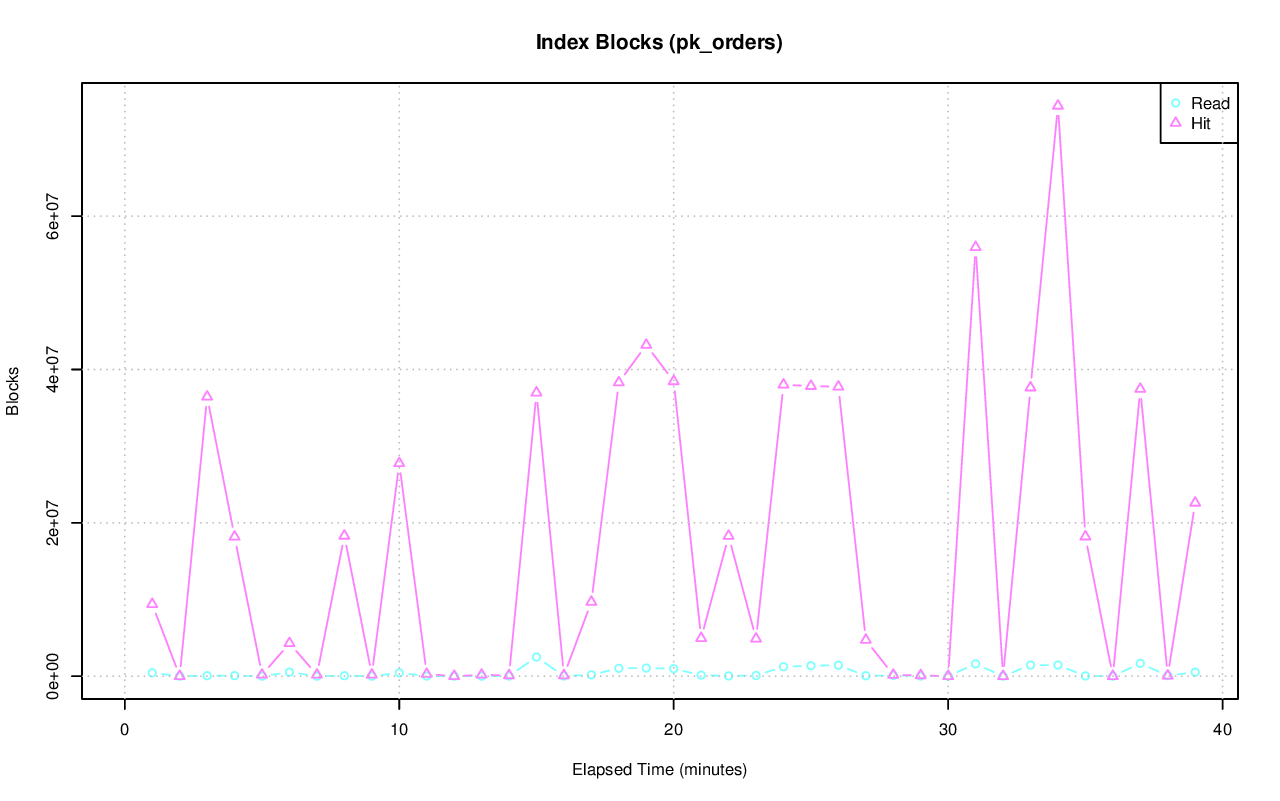 Index Blocks (pk_orders)
Read
Hit
Blocks
6e+07
4e+07
2e+07
0e+00
0 10 20 30 40
Elapsed Time (minutes)